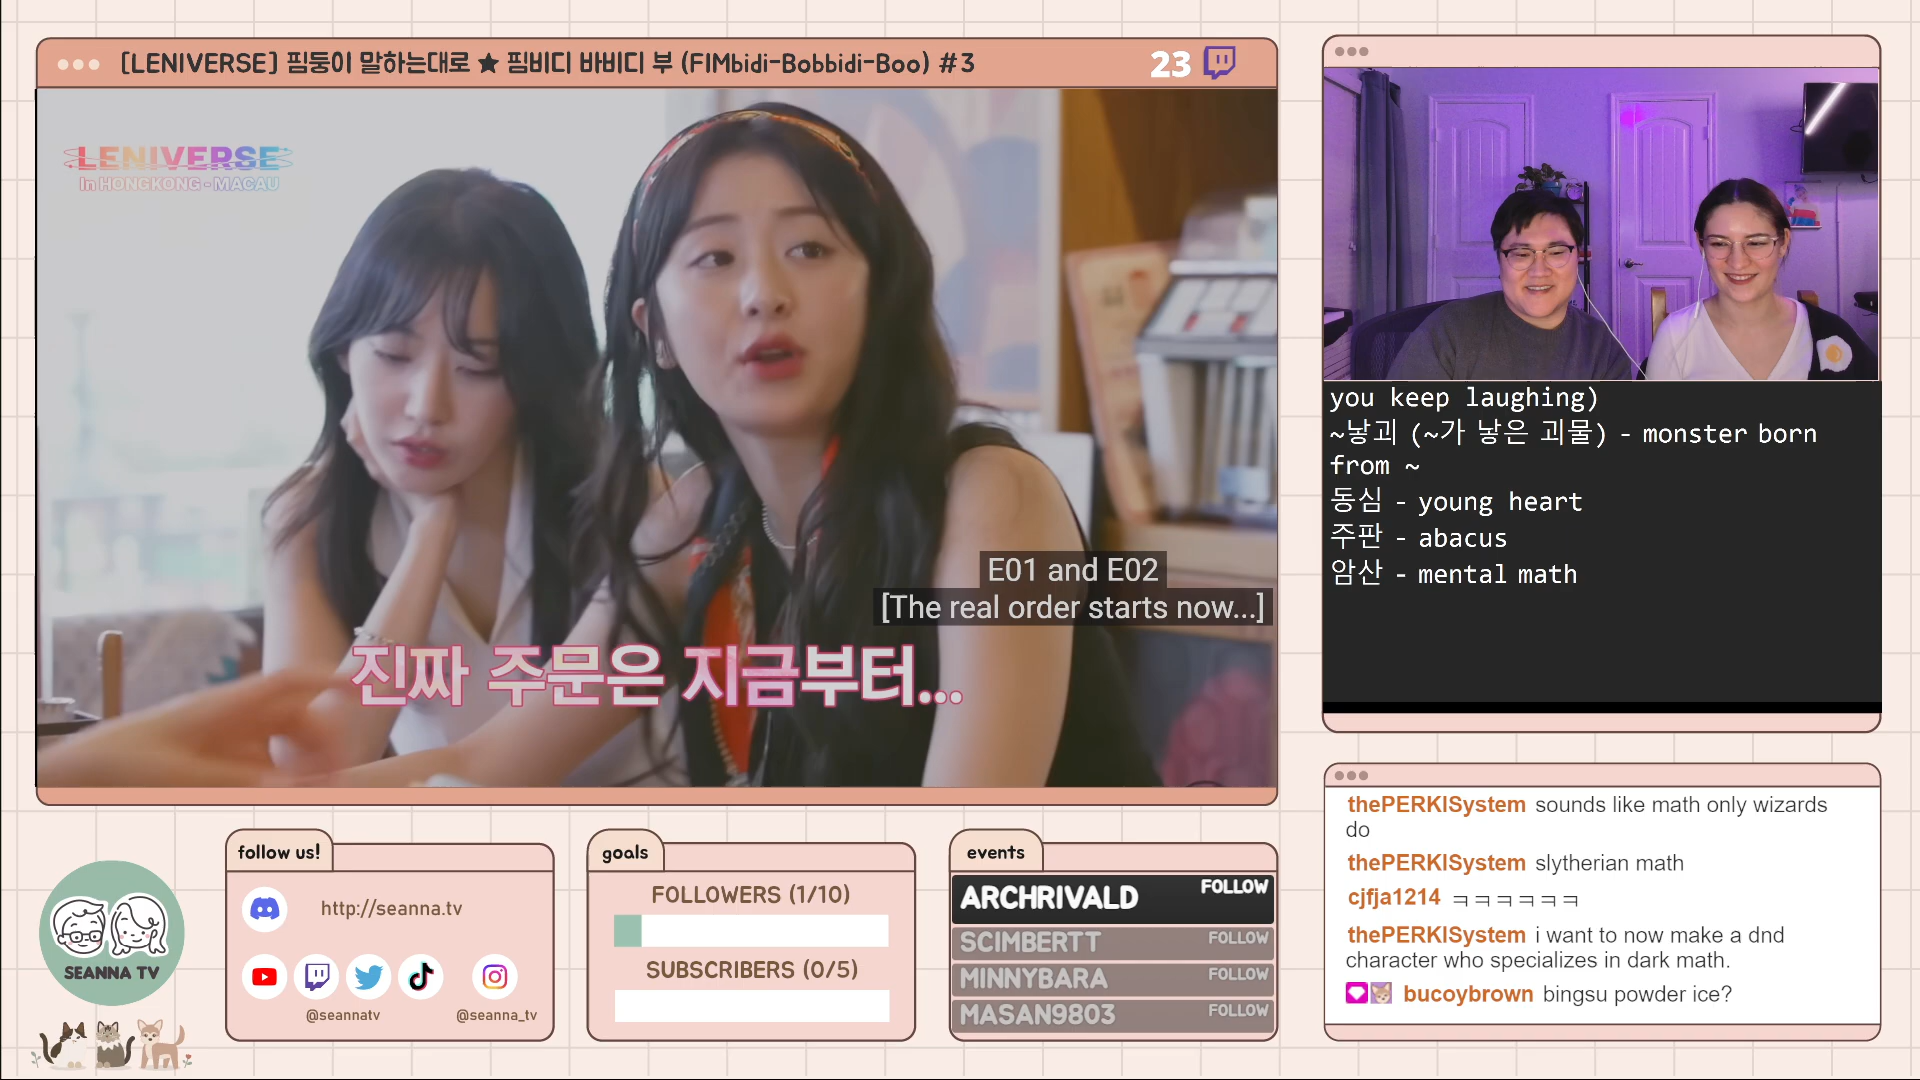 [LENIVERSE] 핌둥이 말하는대로 ★ 핌비디 바비디 부 (FIMbidi-Bobbidi-Boo) #3
23
LENIVERSE
In HONGKONG - MACAU
E01 and E02
[The real order starts now...]
진짜 주문은 지금부터...
you keep laughing)
~낳괴 (~가 낳은 괴물) - monster born
from ~
동심 - young heart
주판 - abacus
암산 - mental math
thePERKISystem sounds like math only wizards
do
thePERKISystem slytherian math
cjfja1214 ㅋㅋㅋㅋㅋㅋ
thePERKISystem i want to now make a dnd
character who specializes in dark math.
bucoybrown bingsu powder ice?
SEANNA TV
follow us!
http://seanna.tv
@seannatv
@seanna_tv
goals
FOLLOWERS (1/10)
SUBSCRIBERS (0/5)
events
ARCHRIVALD FOLLOW
SCIMBERTT FOLLOW
MINNYBARA FOLLOW
MASAN9803 FOLLOW